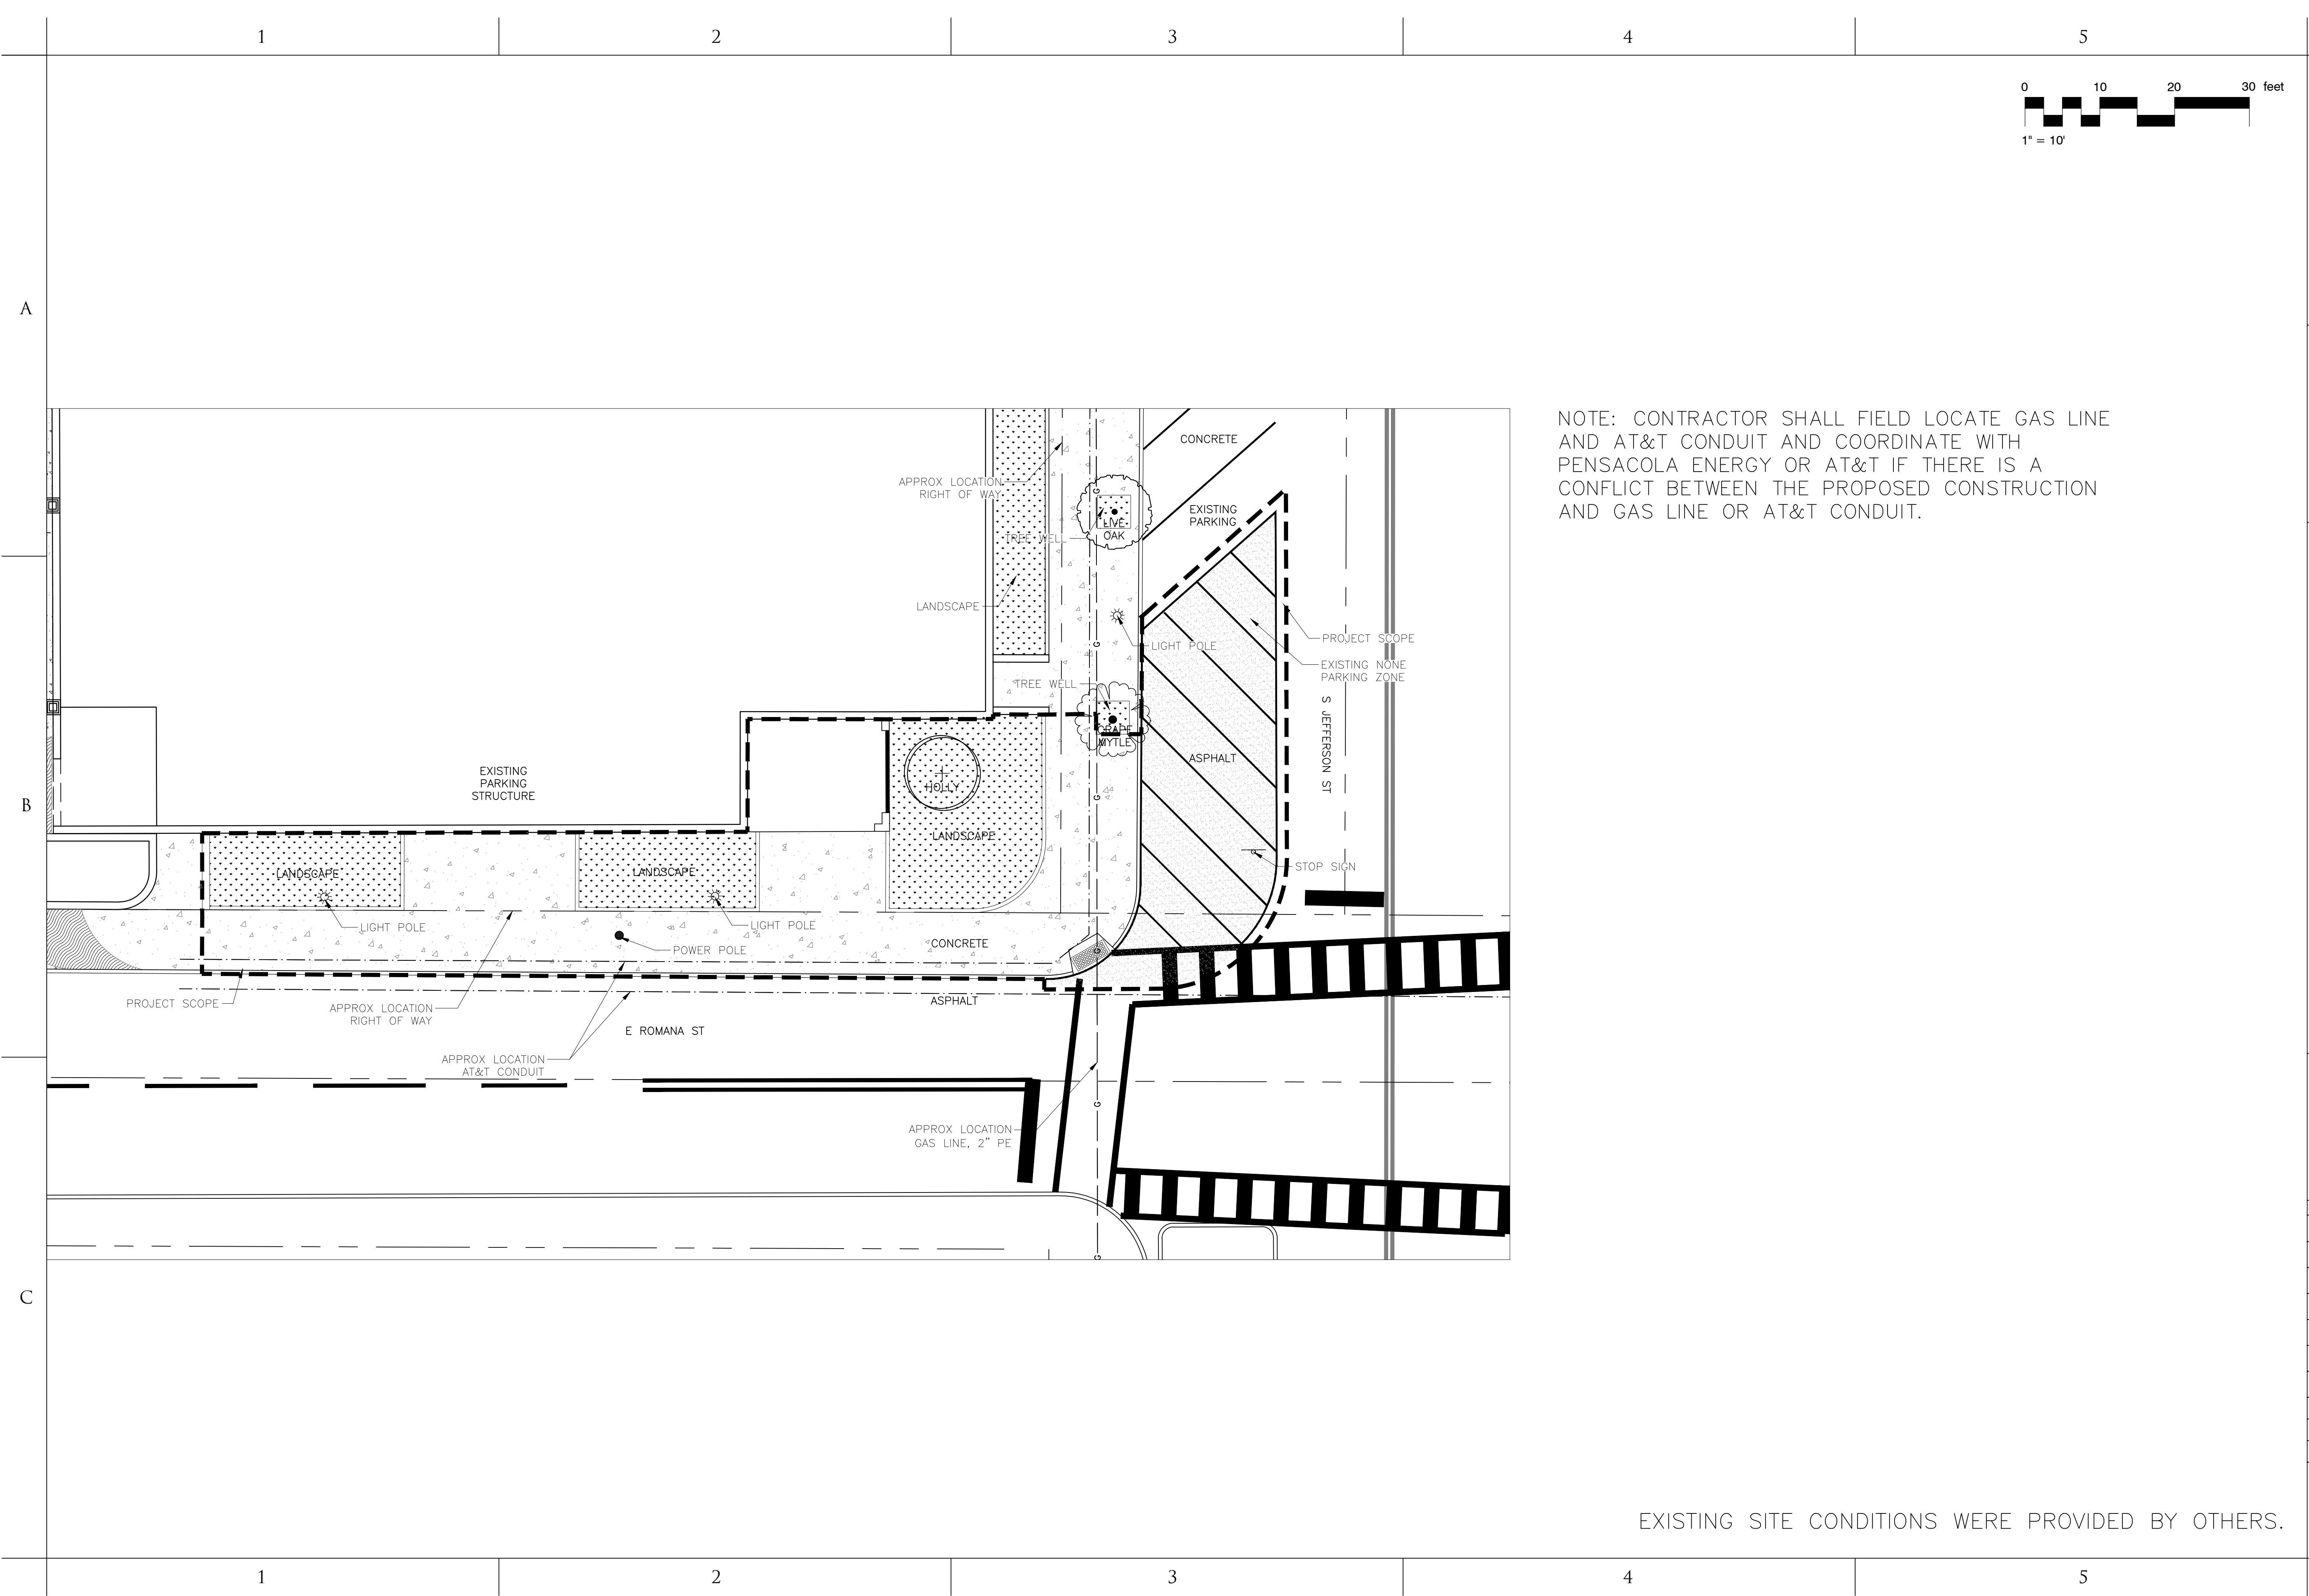 1 2 3 4 5
0 10 20 30 feet
1" = 10'
A
B
C
CONCRETE
APPROX LOCATION
RIGHT OF WAY
EXISTING
PARKING
LIVE
OAK
TREE WELL
LANDSCAPE
LIGHT POLE
PROJECT SCOPE
EXISTING NONE
PARKING ZONE
TREE WELL
CRAPE
MYTLE
S JEFFERSON ST
ASPHALT
EXISTING
PARKING
STRUCTURE
HOLLY
LANDSCAPE
LANDSCAPE
LANDSCAPE
STOP SIGN
LIGHT POLE
LIGHT POLE
POWER POLE
CONCRETE
PROJECT SCOPE
APPROX LOCATION
RIGHT OF WAY
ASPHALT
E ROMANA ST
APPROX LOCATION
AT&T CONDUIT
APPROX LOCATION
GAS LINE, 2" PE
G
G
G
G
G
G
NOTE: CONTRACTOR SHALL FIELD LOCATE GAS LINE
AND AT&T CONDUIT AND COORDINATE WITH
PENSACOLA ENERGY OR AT&T IF THERE IS A
CONFLICT BETWEEN THE PROPOSED CONSTRUCTION
AND GAS LINE OR AT&T CONDUIT.
EXISTING SITE CONDITIONS WERE PROVIDED BY OTHERS.
1 2 3 4 5